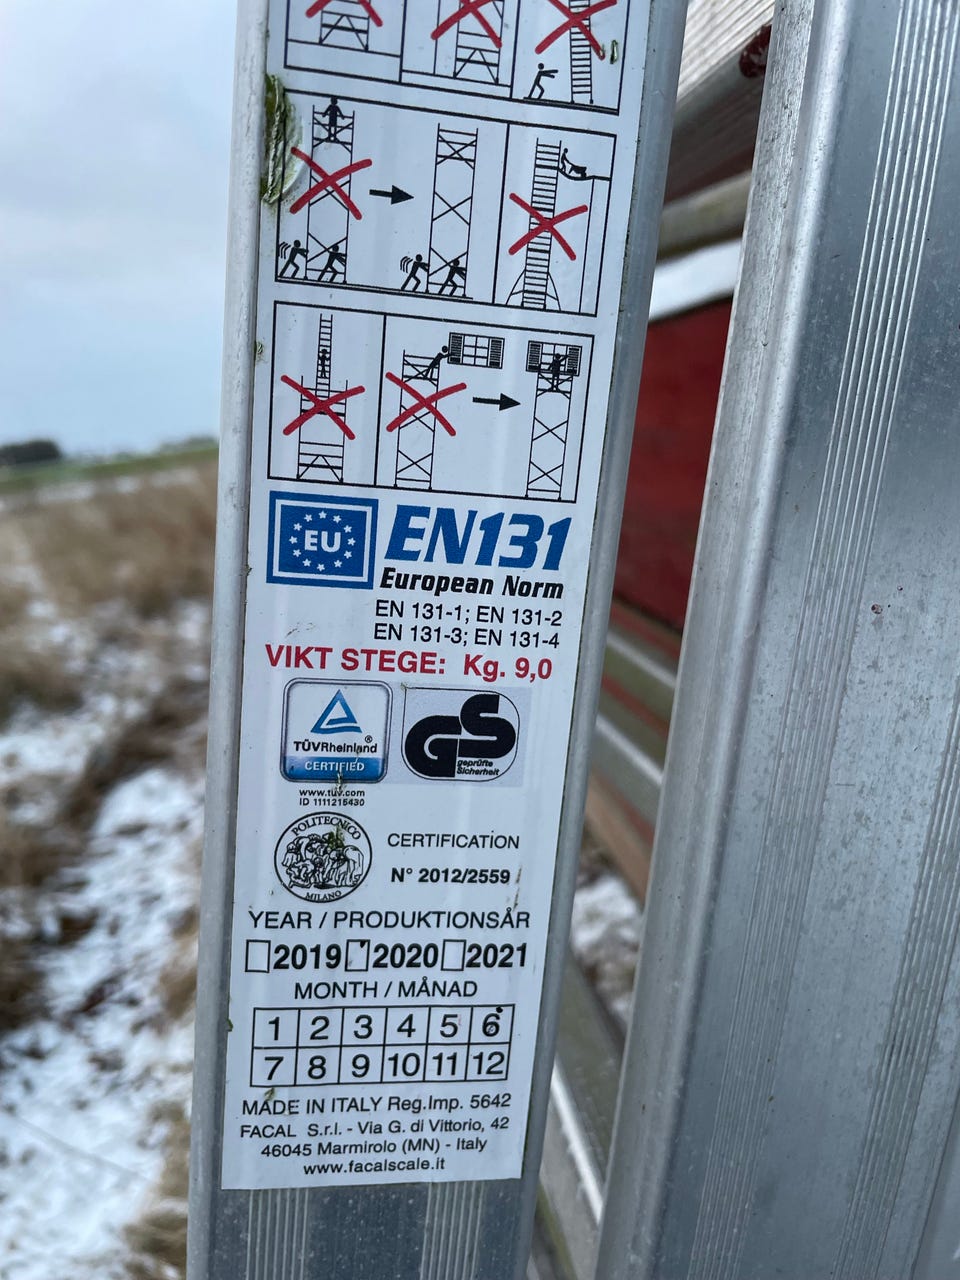 EU
EN131
European Norm
EN 131-1; EN 131-2
EN 131-3; EN 131-4
VIKT STEGE: Kg. 9,0
TÜVRheinland®
CERTIFIED
GS
geprüfte
Sicherheit
www.tuv.com
ID 1111215430
POLITECNICO
MILANO
CERTIFICATION
N° 2012/2559
YEAR / PRODUKTIONSÅR
2019 2020 2021
MONTH / MÅNAD
1 2 3 4 5 6
7 8 9 10 11 12
MADE IN ITALY Reg.Imp. 5642
FACAL S.r.l. - Via G. di Vittorio, 42
46045 Marmirolo (MN) - Italy
www.facalscale.it